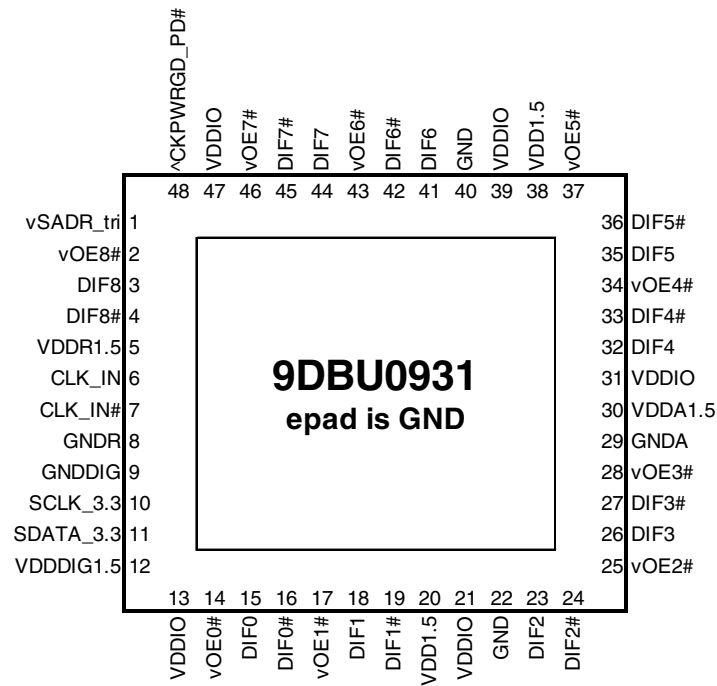 ^CKPWRGD_PD#
VDDIO
vOE7#
DIF7#
DIF7
vOE6#
DIF6#
DIF6
GND
VDDIO
VDD1.5
vOE5#
48 47 46 45 44 43 42 41 40 39 38 37
vSADR_tri 1
36 DIF5#
vOE8# 2
35 DIF5
DIF8 3
34 vOE4#
DIF8# 4
33 DIF4#
VDDR1.5 5
32 DIF4
CLK_IN 6
31 VDDIO
CLK_IN# 7
30 VDDA1.5
GNDR 8
29 GNDA
GNDDIG 9
28 vOE3#
SCLK_3.3 10
27 DIF3#
SDATA_3.3 11
26 DIF3
VDDDIG1.5 12
25 vOE2#
9DBU0931
epad is GND
13 14 15 16 17 18 19 20 21 22 23 24
VDDIO
vOE0#
DIF0
DIF0#
vOE1#
DIF1
DIF1#
VDD1.5
VDDIO
GND
DIF2
DIF2#